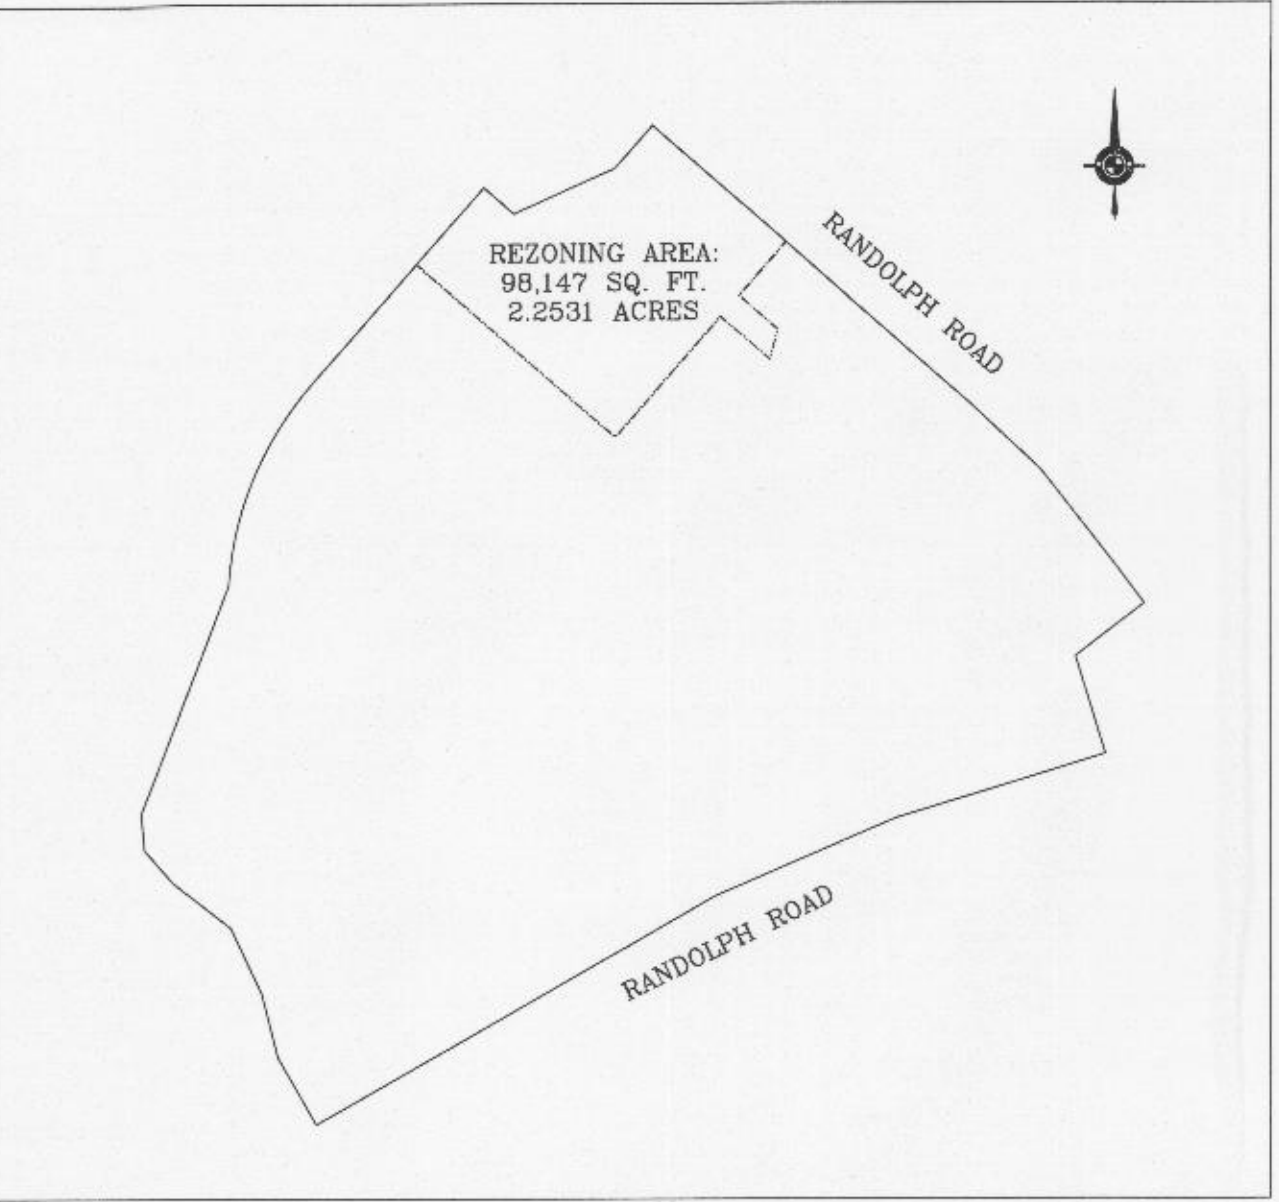 REZONING AREA:
98,147 SQ. FT.
2.2531 ACRES
RANDOLPH ROAD
RANDOLPH ROAD